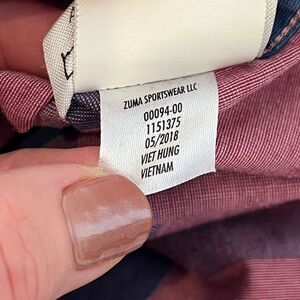 ZUMA SPORTSWEAR LLC
00094-00
1151375
05/2018
VIET HUNG
VIETNAM